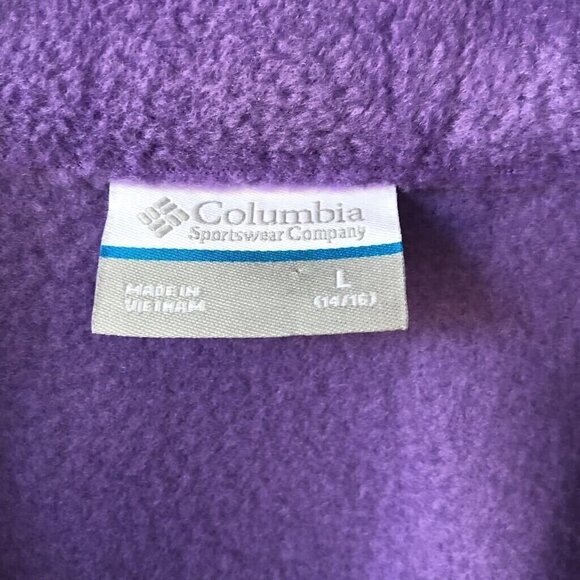 Columbia
Sportswear Company
MADE IN
VIETNAM
L
(14/16)